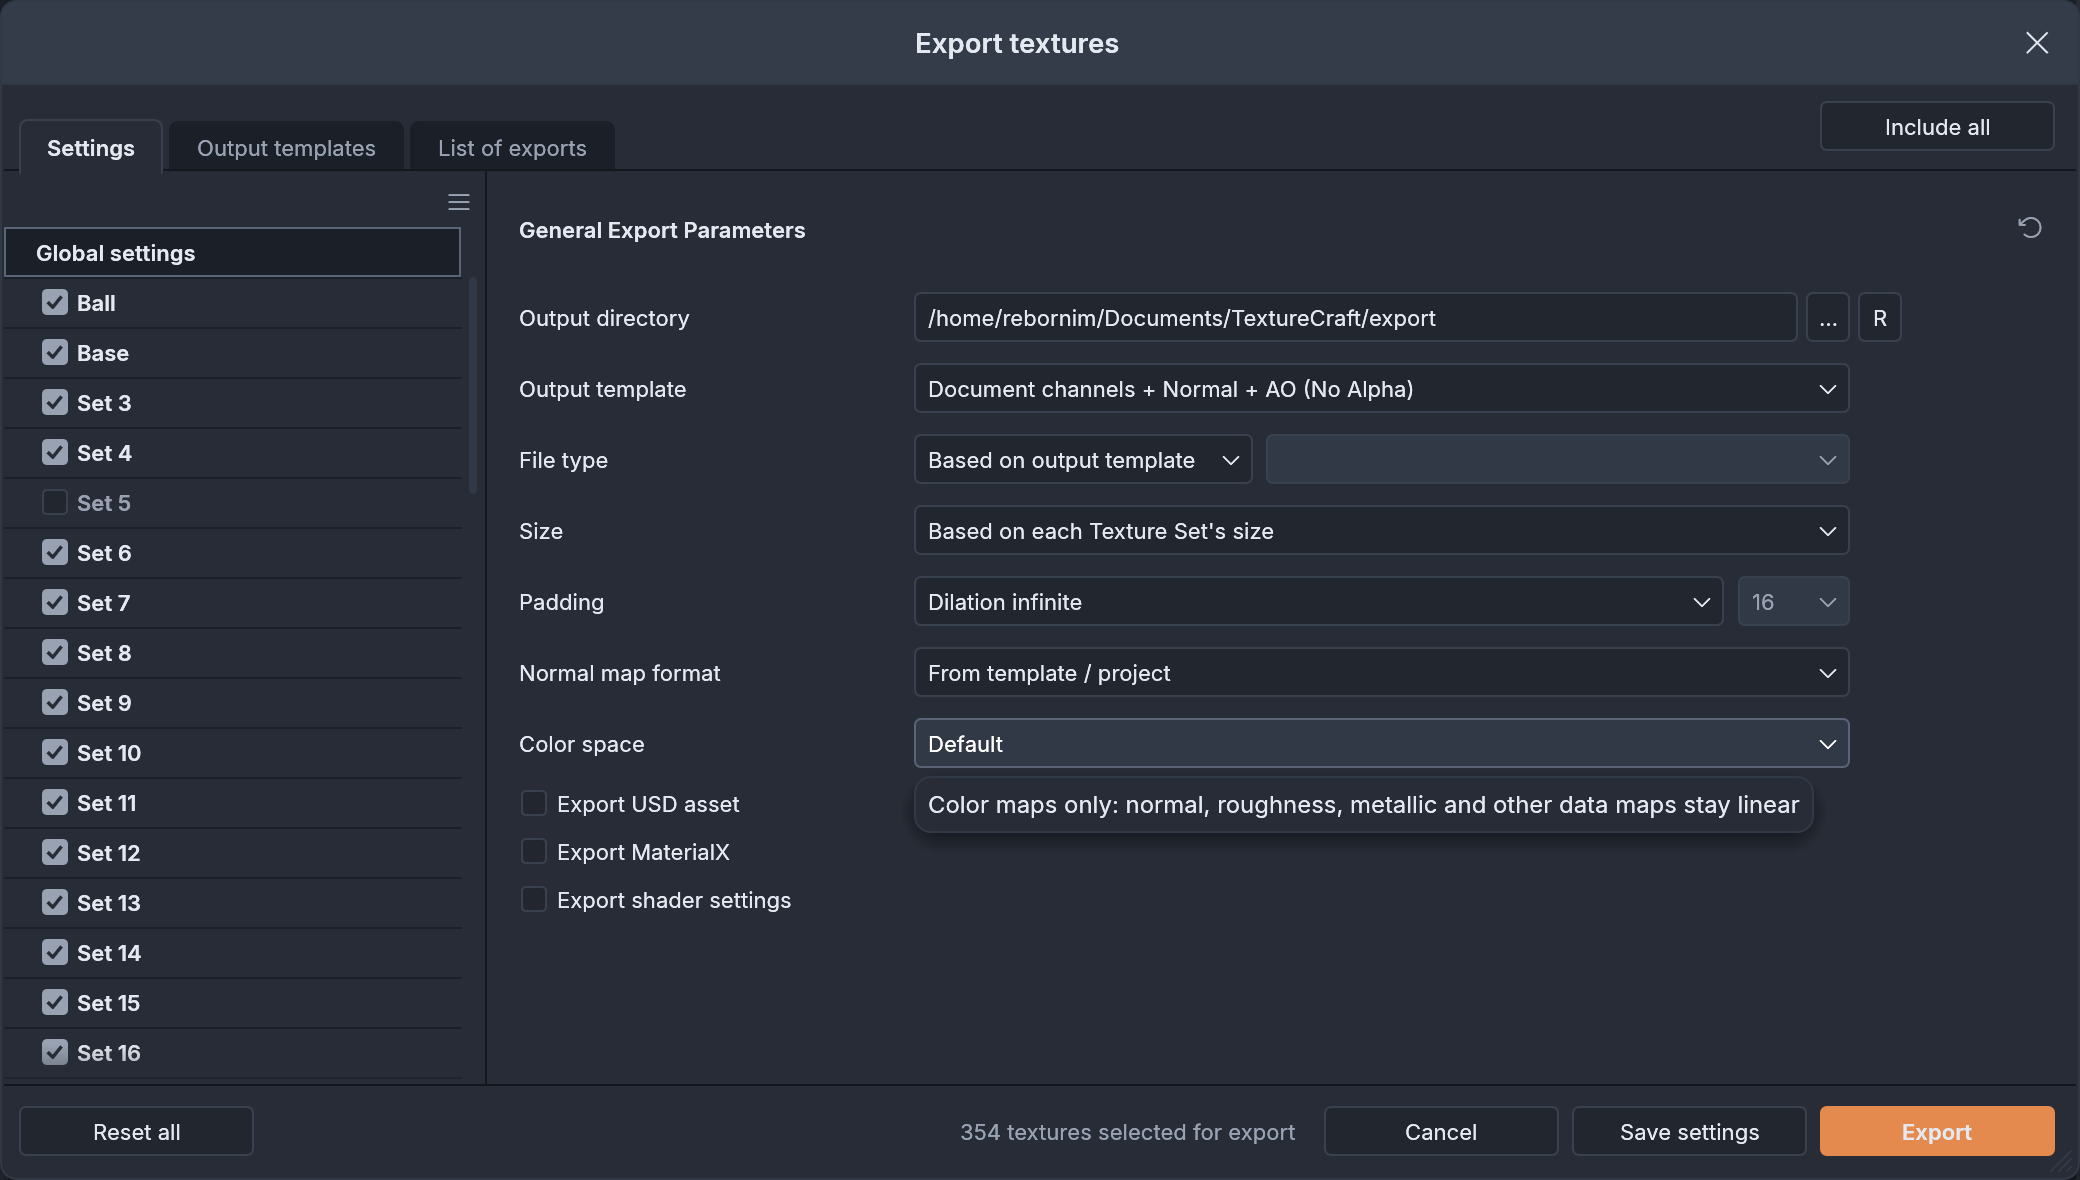 Export textures
Include all
Settings
Output templates
List of exports
Global settings
Ball
Base
Set 3
Set 4
Set 5
Set 6
Set 7
Set 8
Set 9
Set 10
Set 11
Set 12
Set 13
Set 14
Set 15
Set 16
General Export Parameters
Output directory
/home/rebornim/Documents/TextureCraft/export
...
R
Output template
Document channels + Normal + AO (No Alpha)
File type
Based on output template
Size
Based on each Texture Set's size
Padding
Dilation infinite
16
Normal map format
From template / project
Color space
Default
Color maps only: normal, roughness, metallic and other data maps stay linear
Export USD asset
Export MaterialX
Export shader settings
Reset all
354 textures selected for export
Cancel
Save settings
Export